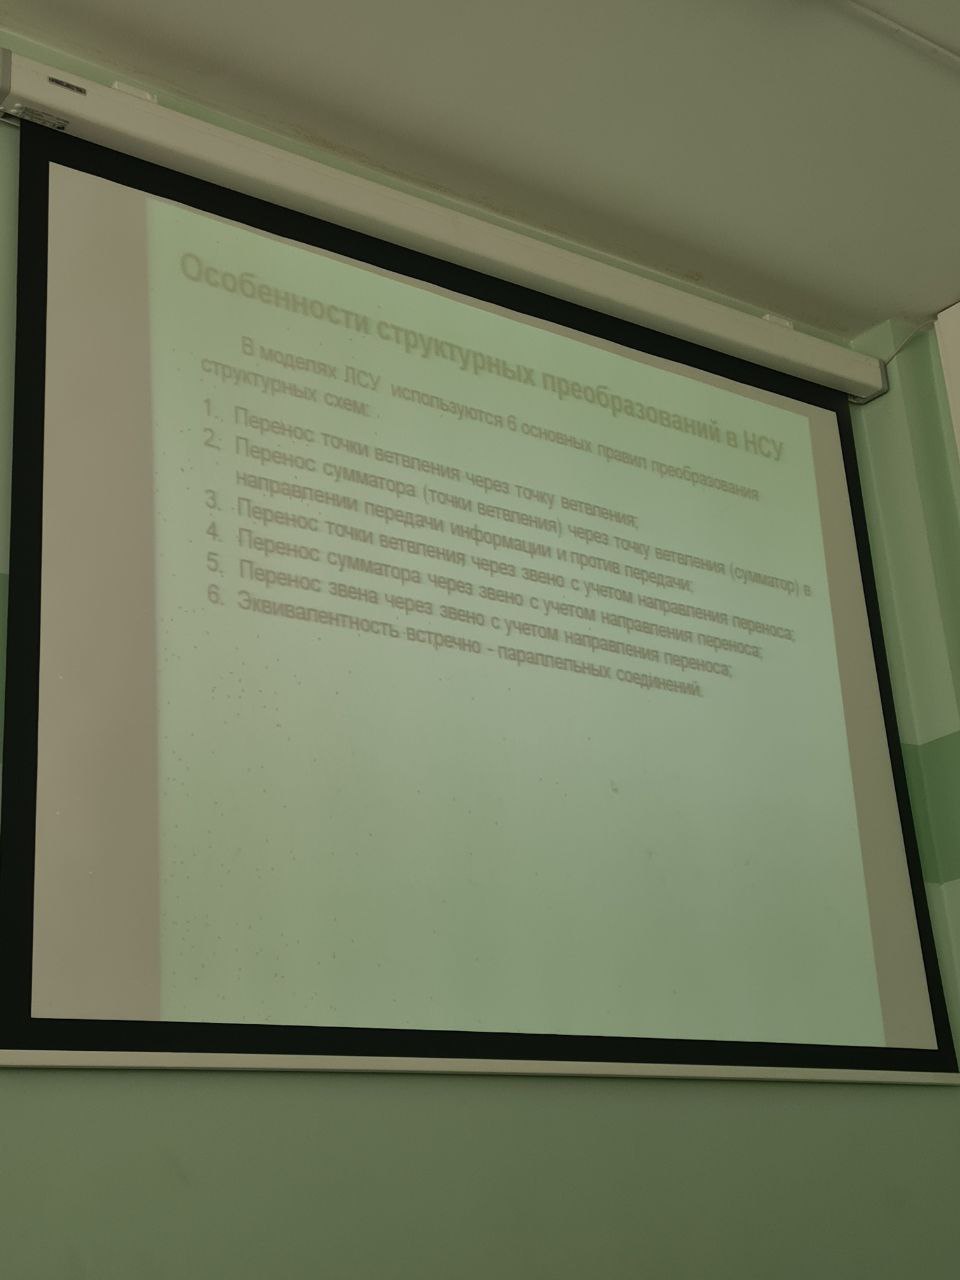 Особенности структурных преобразований в НСУ
В моделях ЛСУ используются 6 основных правил преобразования
структурных схем:
1. Перенос точки ветвления через точку ветвления;
2. Перенос сумматора (точки ветвления) через точку ветвления (сумматор) в
направлении передачи информации и против передачи;
3. Перенос точки ветвления через звено с учетом направления переноса;
4. Перенос сумматора через звено с учетом направления переноса;
5. Перенос звена через звено с учетом направления переноса;
6. Эквивалентность встречно - параллельных соединений.